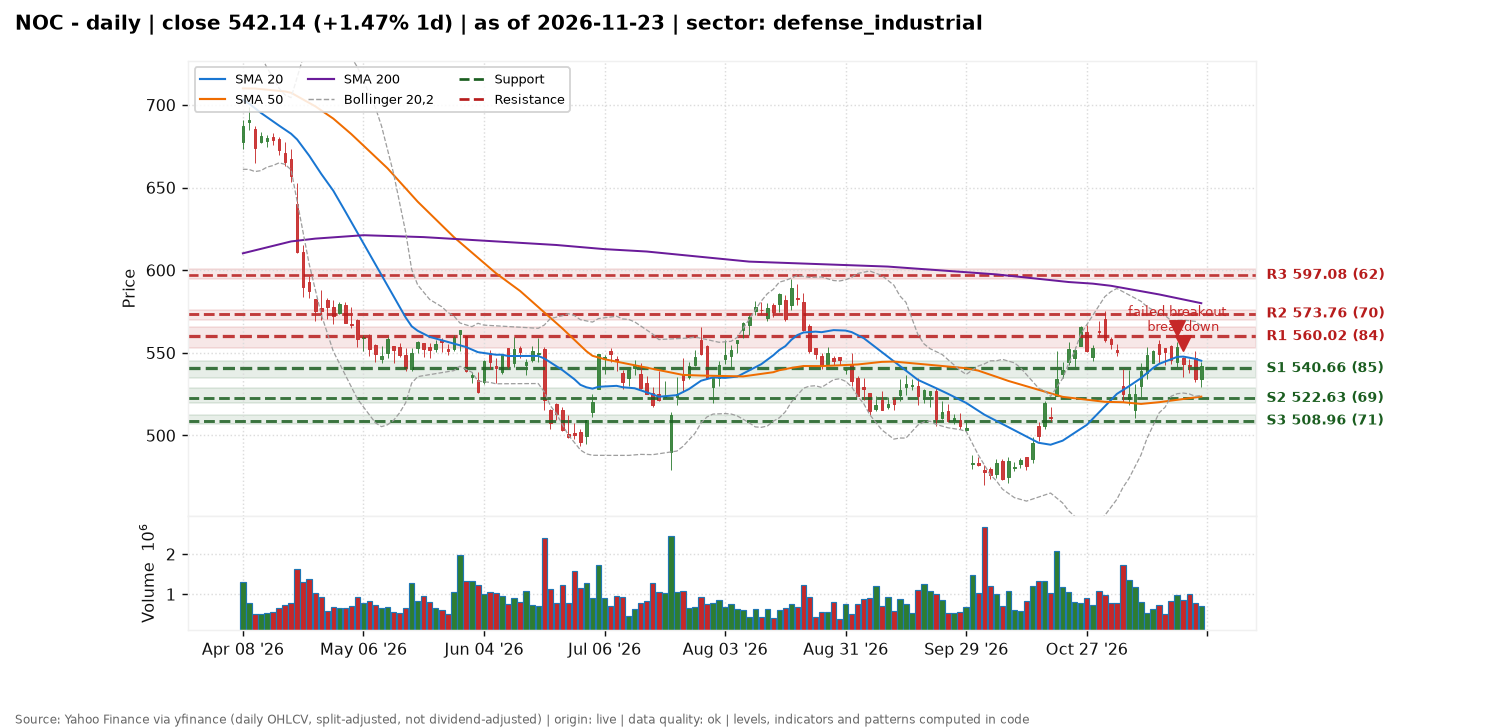 NOC - daily | close 542.14 (+1.47% 1d) | as of 2026-11-23 | sector: defense_industrial
SMA 20
SMA 50
SMA 200
Bollinger 20,2
Support
Resistance
Price
700
650
600
550
500
R3 597.08 (62)
R2 573.76 (70)
R1 560.02 (84)
S1 540.66 (85)
S2 522.63 (69)
S3 508.96 (71)
failed breakout
breakdown
Volume 10⁶
2
1
Apr 08 '26
May 06 '26
Jun 04 '26
Jul 06 '26
Aug 03 '26
Aug 31 '26
Sep 29 '26
Oct 27 '26
Source: Yahoo Finance via yfinance (daily OHLCV, split-adjusted, not dividend-adjusted) | origin: live | data quality: ok | levels, indicators and patterns computed in code